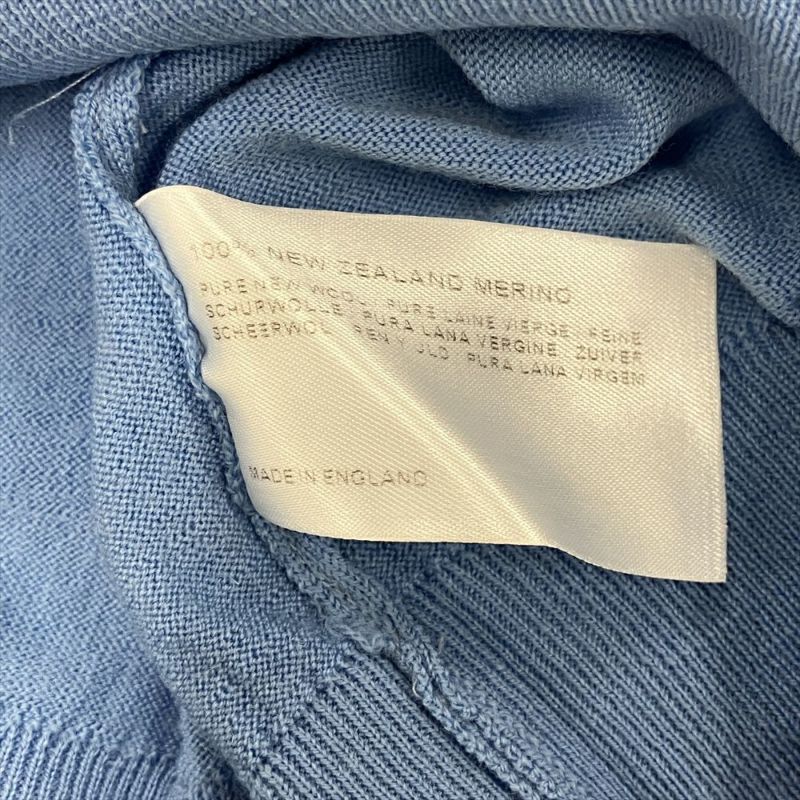 100% NEW ZEALAND MERINO
PURE NEW WOOL PURE LAINE VIERGE REINE
SCHURWOLLE PURA LANA VERGINE ZUIVER
SCHEERWOL REN PURA LANA VIRGEM
MADE IN ENGLAND